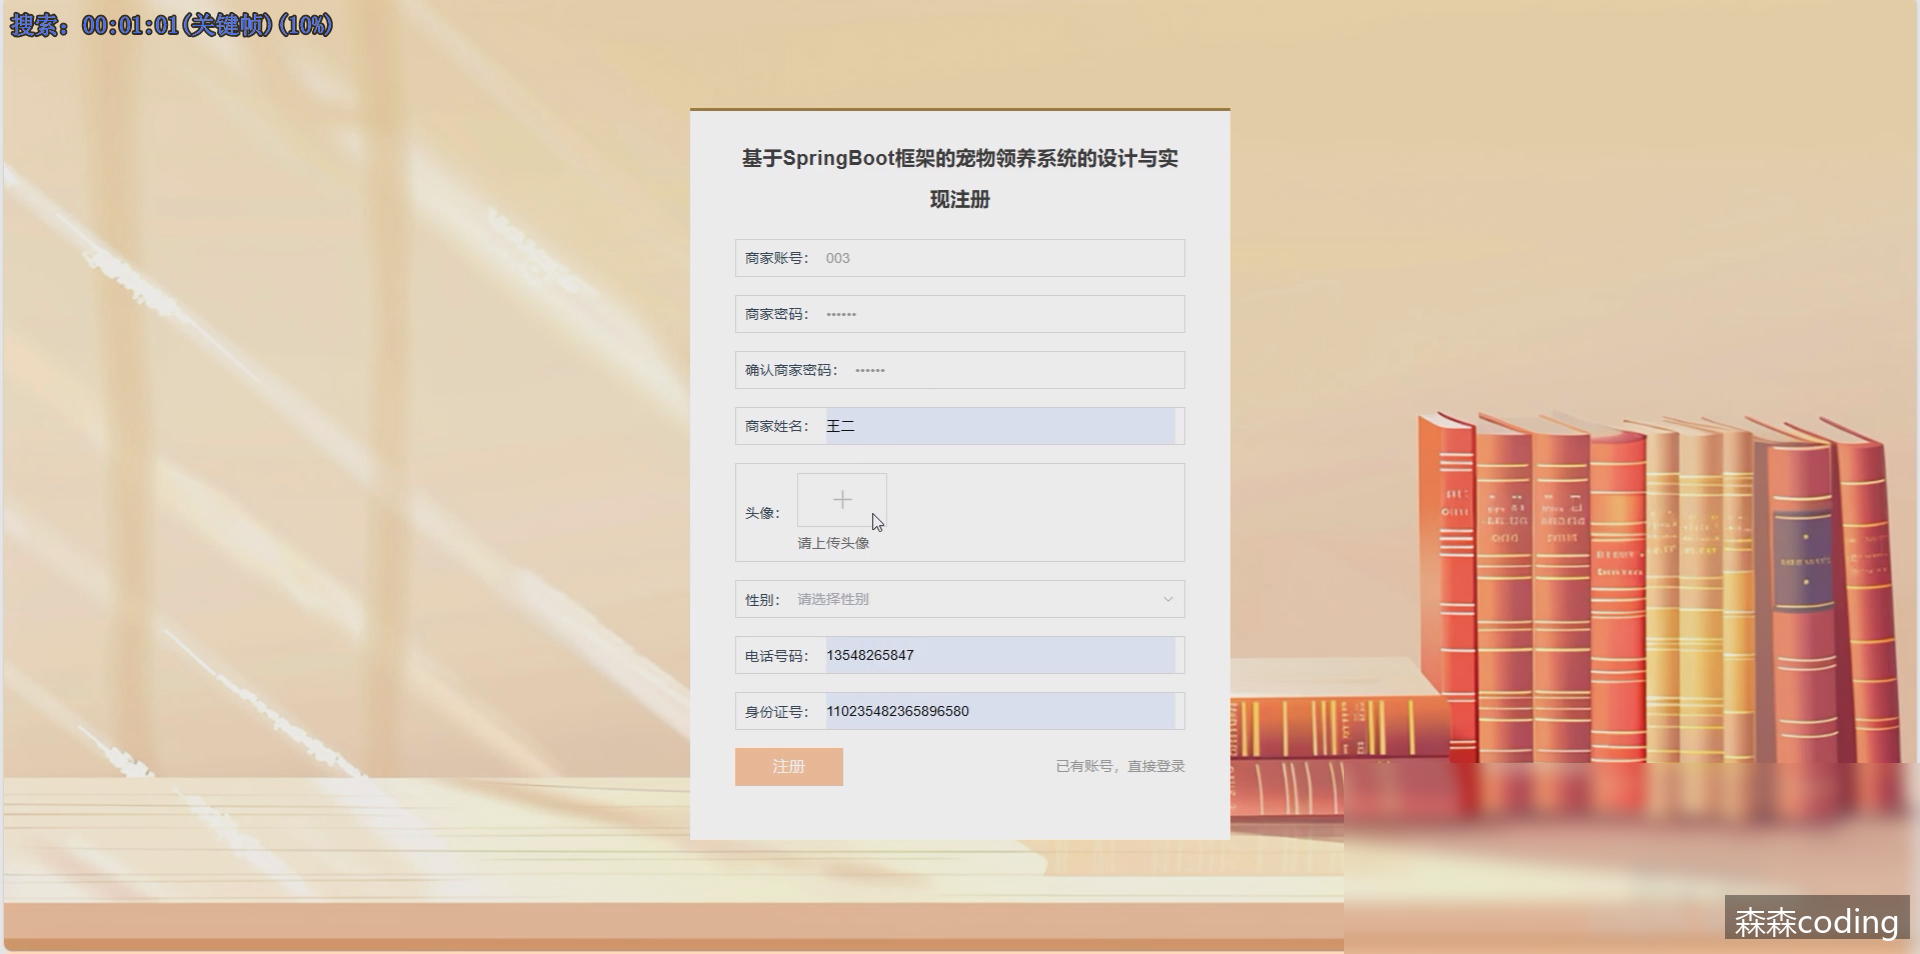 搜索: 00:01:01(关键帧)(10%)
基于SpringBoot框架的宠物领养系统的设计与实
现注册
商家账号： 003
商家密码： ••••••
确认商家密码： ••••••
商家姓名： 王二
头像：
请上传头像
性别： 请选择性别
电话号码： 13548265847
身份证号： 110235482365896580
注册 已有账号，直接登录
森森coding